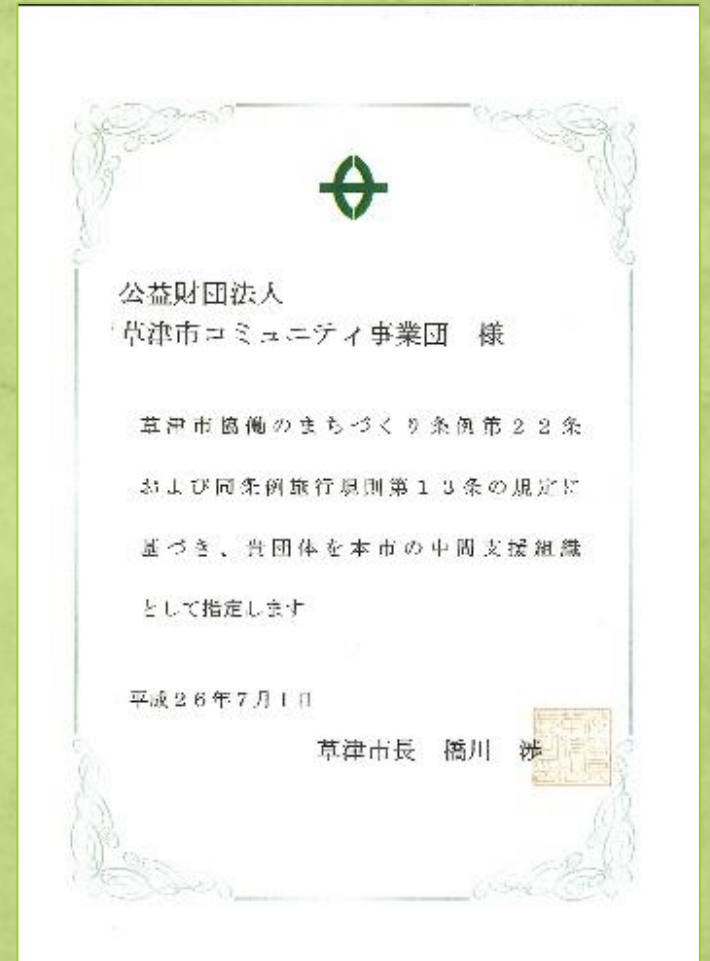 公益財団法人
草津市コミュニティ事業団　様
草津市協働のまちづくり条例第２２条
および同条例施行規則第１３条の規定に
基づき、貴団体を本市の中間支援組織
として指定します
平成２６年７月１日
草津市長　橋川　渉